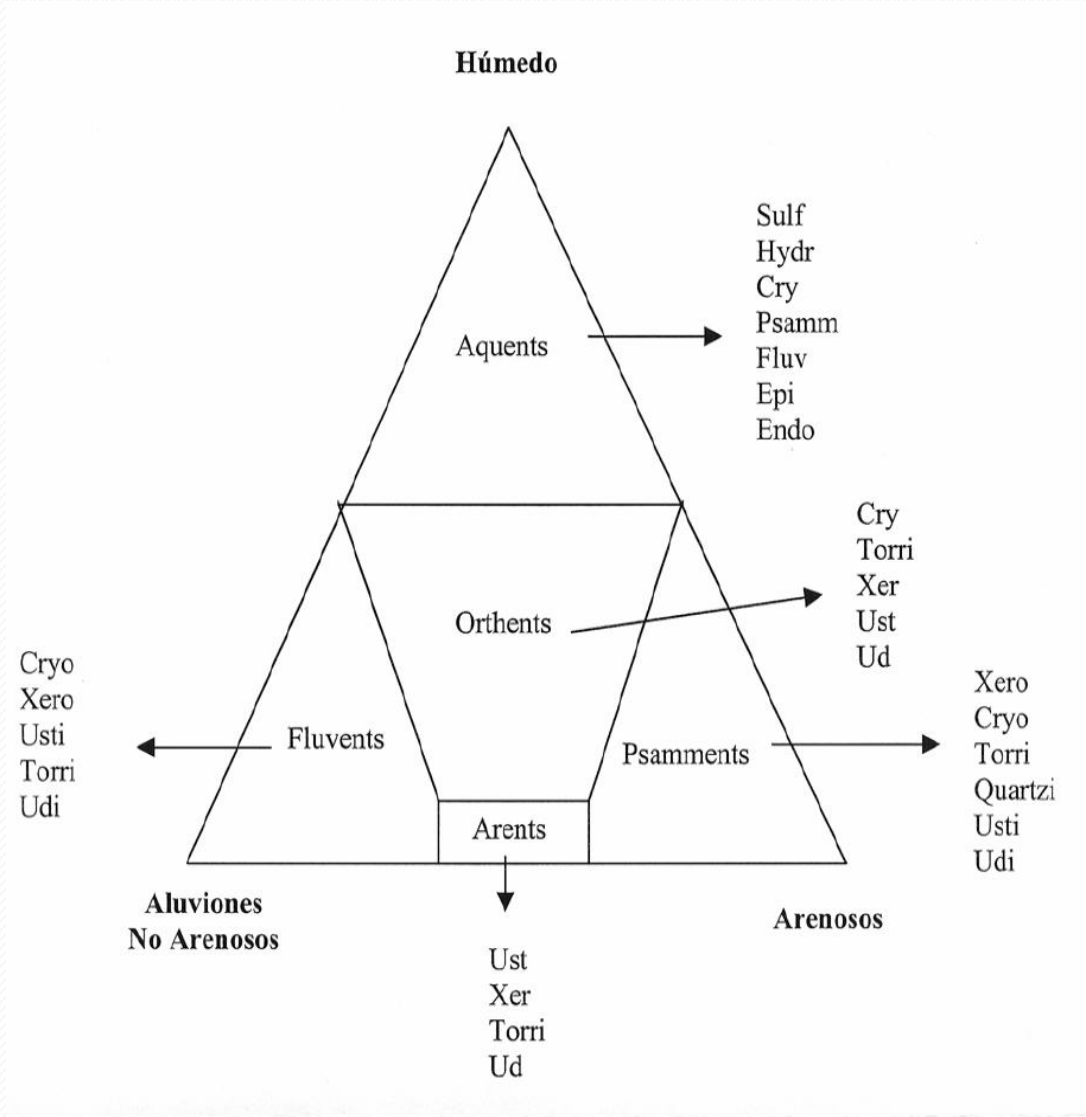 Húmedo
Sulf
Hydr
Cry
Psamm
Fluv
Epi
Endo
Aquents
Cry
Torri
Xer
Ust
Ud
Orthents
Cryo
Xero
Usti
Torri
Udi
Fluvents
Psamments
Xero
Cryo
Torri
Quartzi
Usti
Udi
Arents
Aluviones
No Arenosos
Arenosos
Ust
Xer
Torri
Ud